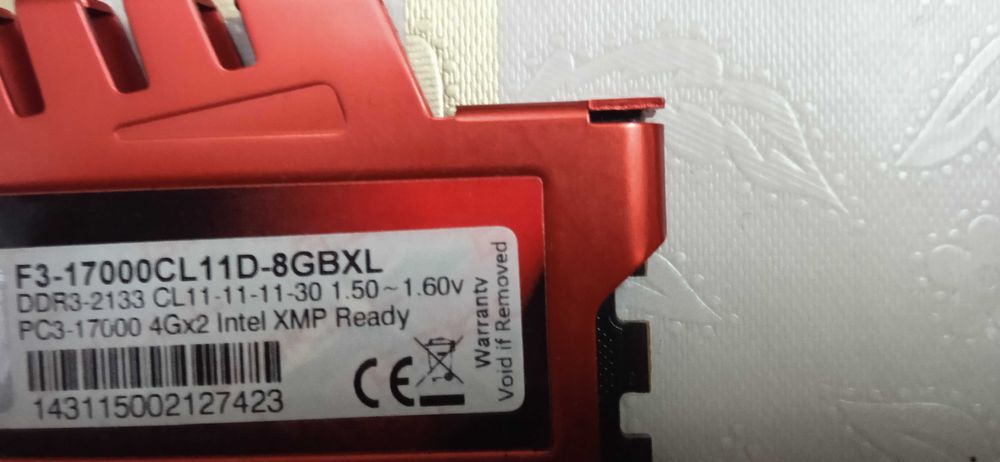 F3-17000CL11D-8GBXL
DDR3-2133 CL11-11-11-30 1.50~1.60v
PC3-17000 4Gx2 Intel XMP Ready
143115002127423
CE
Warranty
Void if Removed